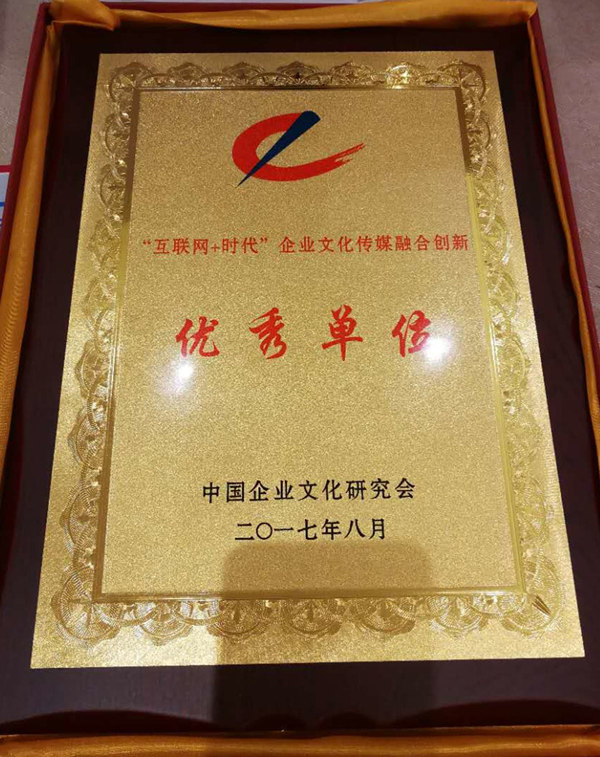 “互联网+时代”企业文化传媒融合创新
优秀单位
中国企业文化研究会
二〇一七年八月